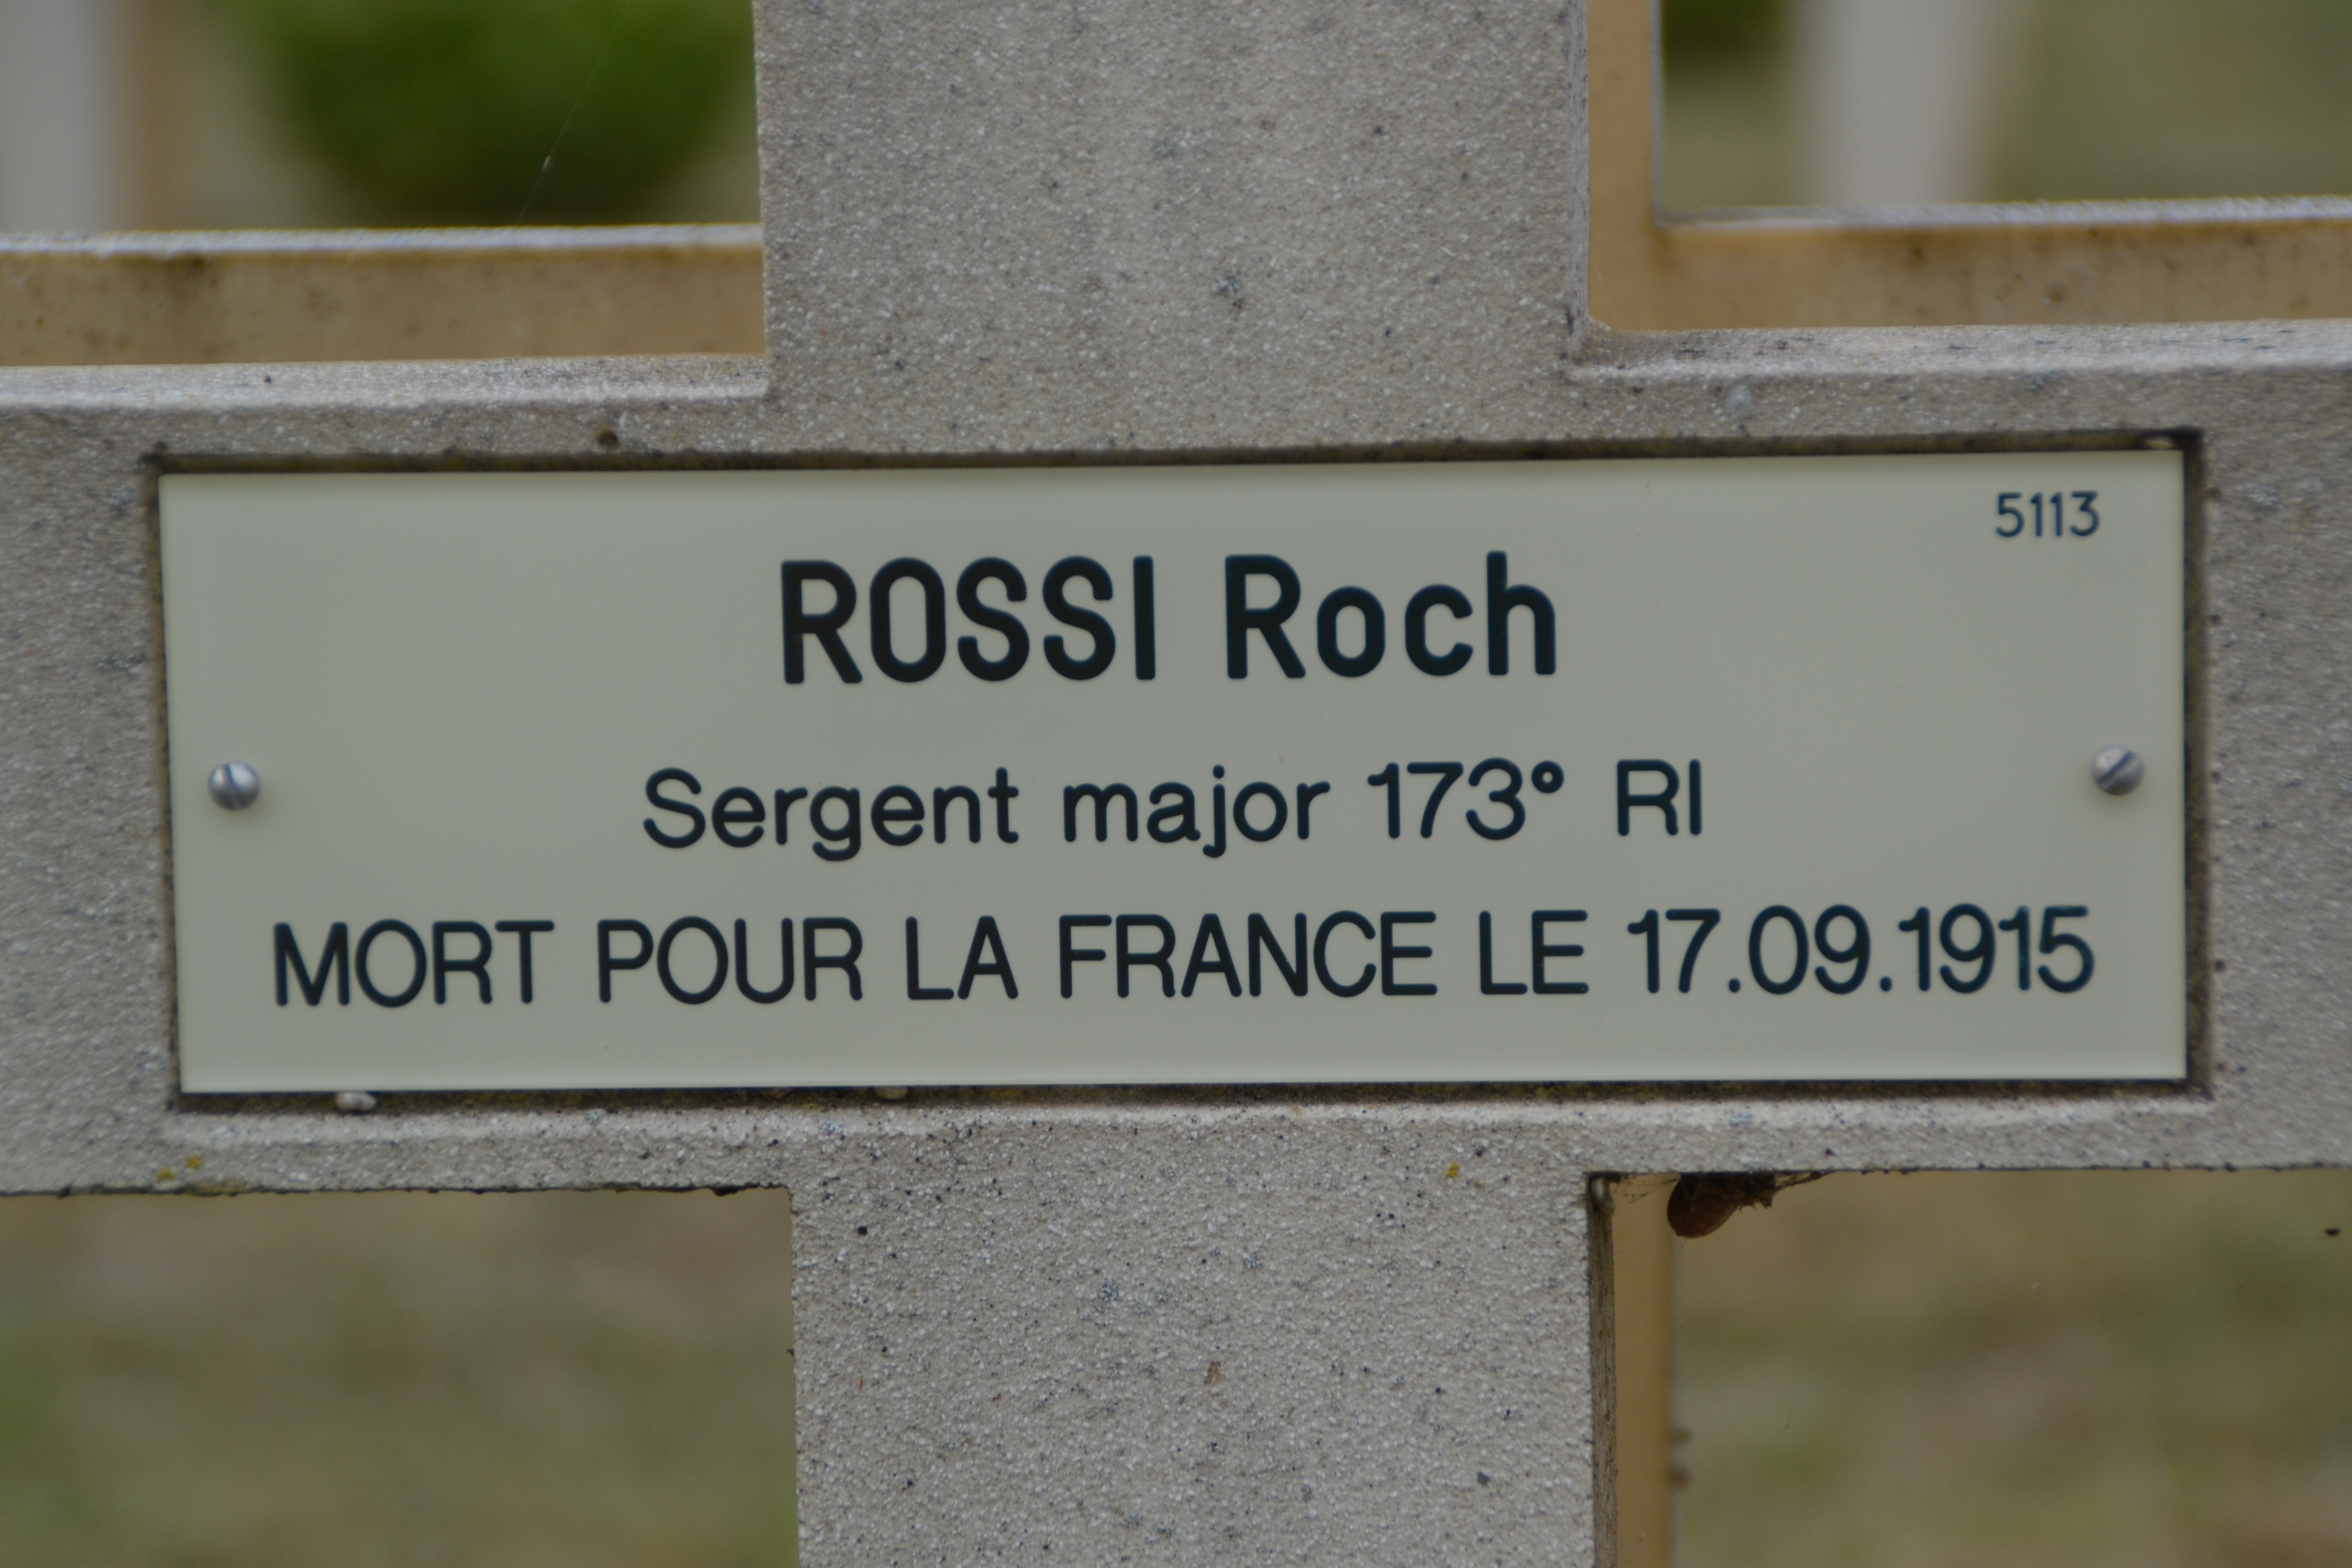 5113
ROSSI Roch
Sergent major 173° RI
MORT POUR LA FRANCE LE 17.09.1915